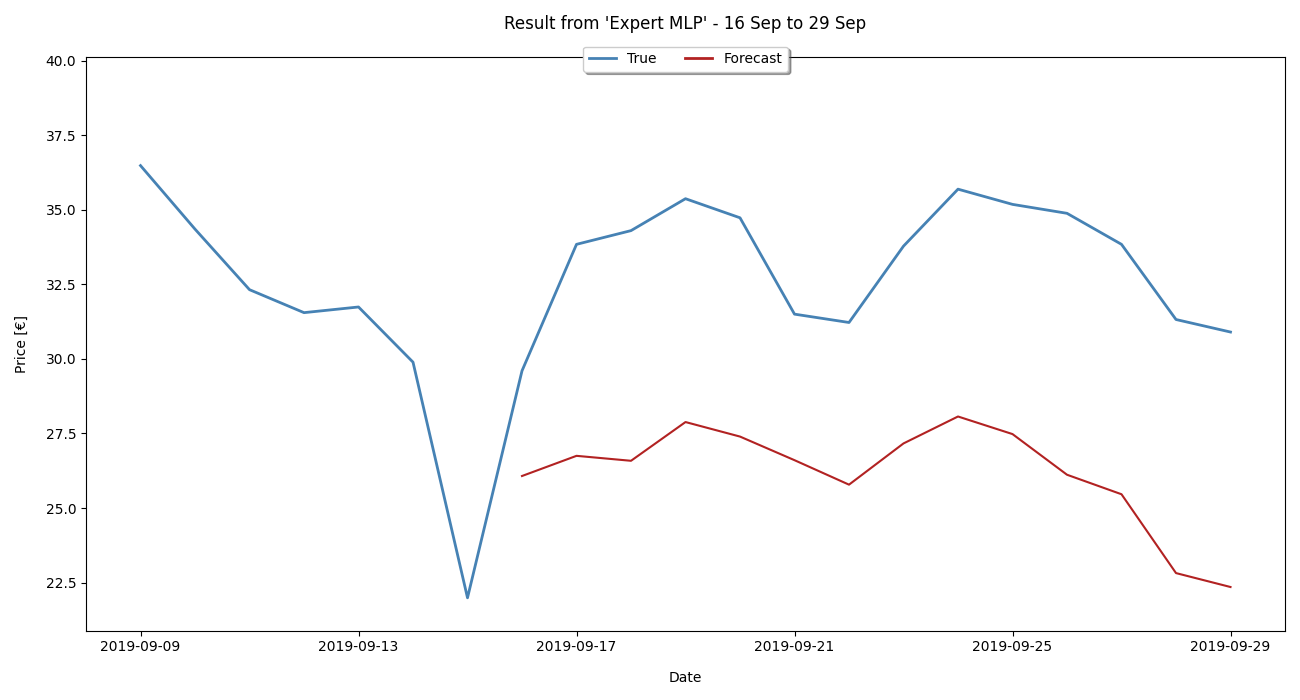 Result from 'Expert MLP' - 16 Sep to 29 Sep
True
Forecast
Price [€]
40.0
37.5
35.0
32.5
30.0
27.5
25.0
22.5
2019-09-09
2019-09-13
2019-09-17
2019-09-21
2019-09-25
2019-09-29
Date